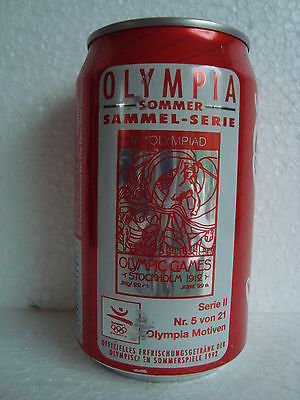 OLYMPIA
SOMMER
SAMMEL-SERIE
OLYMPIAD
OLYMPIC GAMES
STOCKHOLM 1912
Serie II
Nr. 5 von 21
Olympia Motiven
OFFIZIELLES ERFRISCHUNGSGETRÄNK DER
OLYMPISCHEN SOMMERSPIELE 1992